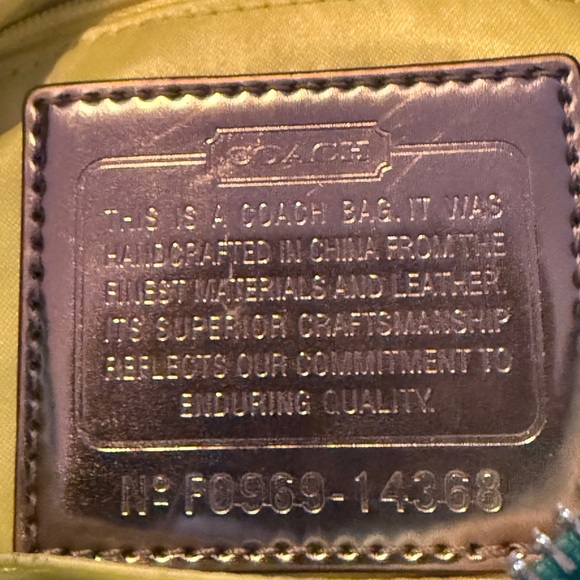 COACH
THIS IS A COACH BAG. IT WAS
HANDCRAFTED IN CHINA FROM THE
FINEST MATERIALS AND LEATHER.
ITS SUPERIOR CRAFTSMANSHIP
REFLECTS OUR COMMITMENT TO
ENDURING QUALITY.
Nº F0969-14368